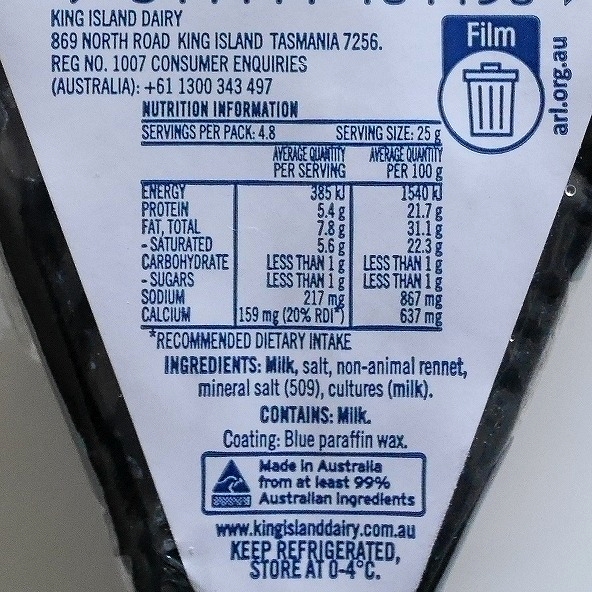 KING ISLAND DAIRY
869 NORTH ROAD KING ISLAND TASMANIA 7256.
REG NO. 1007 CONSUMER ENQUIRIES
(AUSTRALIA): +61 1300 343 497
Film
arl.org.au
NUTRITION INFORMATION
SERVINGS PER PACK: 4.8 SERVING SIZE: 25 g
AVERAGE QUANTITY AVERAGE QUANTITY
PER SERVING PER 100 g
ENERGY 385 kJ 1540 kJ
PROTEIN 5.4 g 21.7 g
FAT, TOTAL 7.8 g 31.1 g
- SATURATED 5.6 g 22.3 g
CARBOHYDRATE LESS THAN 1 g LESS THAN 1 g
- SUGARS LESS THAN 1 g LESS THAN 1 g
SODIUM 217 mg 867 mg
CALCIUM 159 mg (20% RDI*) 637 mg
*RECOMMENDED DIETARY INTAKE
INGREDIENTS: Milk, salt, non-animal rennet,
mineral salt (509), cultures (milk).
CONTAINS: Milk.
Coating: Blue paraffin wax.
Made in Australia
from at least 99%
Australian ingredients
www.kingislanddairy.com.au
KEEP REFRIGERATED,
STORE AT 0-4°C.